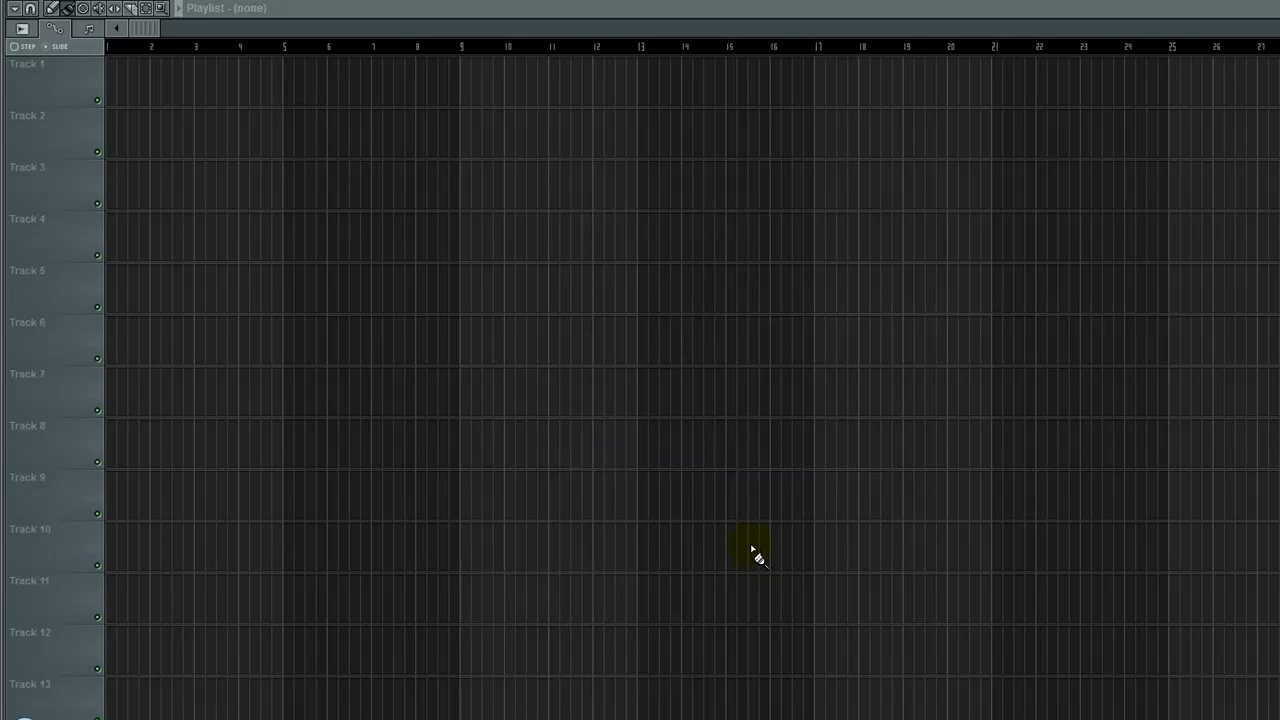 Playlist - (none)
STEP SLIDE 1 2 3 4 5 6 7 8 9 10 11 12 13 14 15 16 17 18 19 20 21 22 23 24 25 26 27
Track 1
Track 2
Track 3
Track 4
Track 5
Track 6
Track 7
Track 8
Track 9
Track 10
Track 11
Track 12
Track 13